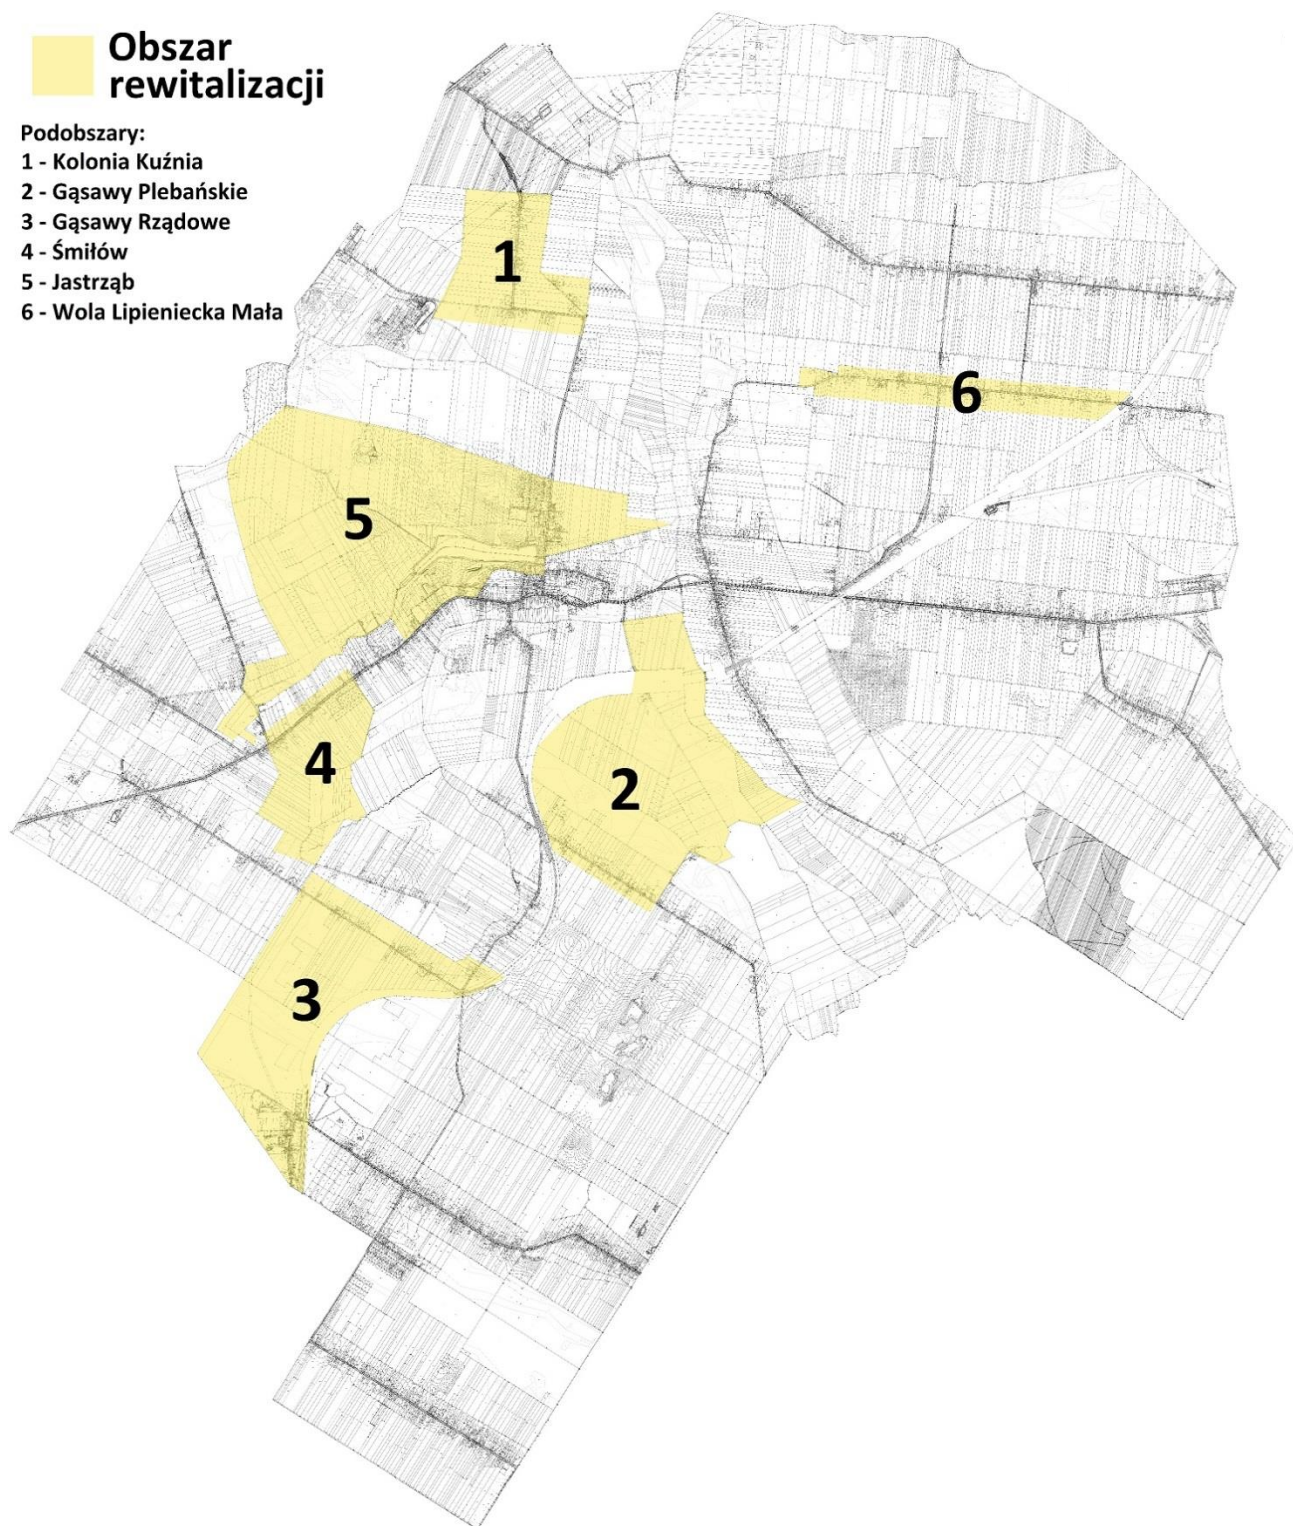 Obszar
rewitalizacji
Podobszary:
1 - Kolonia Kuźnia
2 - Gąsawy Plebańskie
3 - Gąsawy Rządowe
4 - Śmiłów
5 - Jastrząb
6 - Wola Lipieniecka Mała
1
6
5
4
2
3